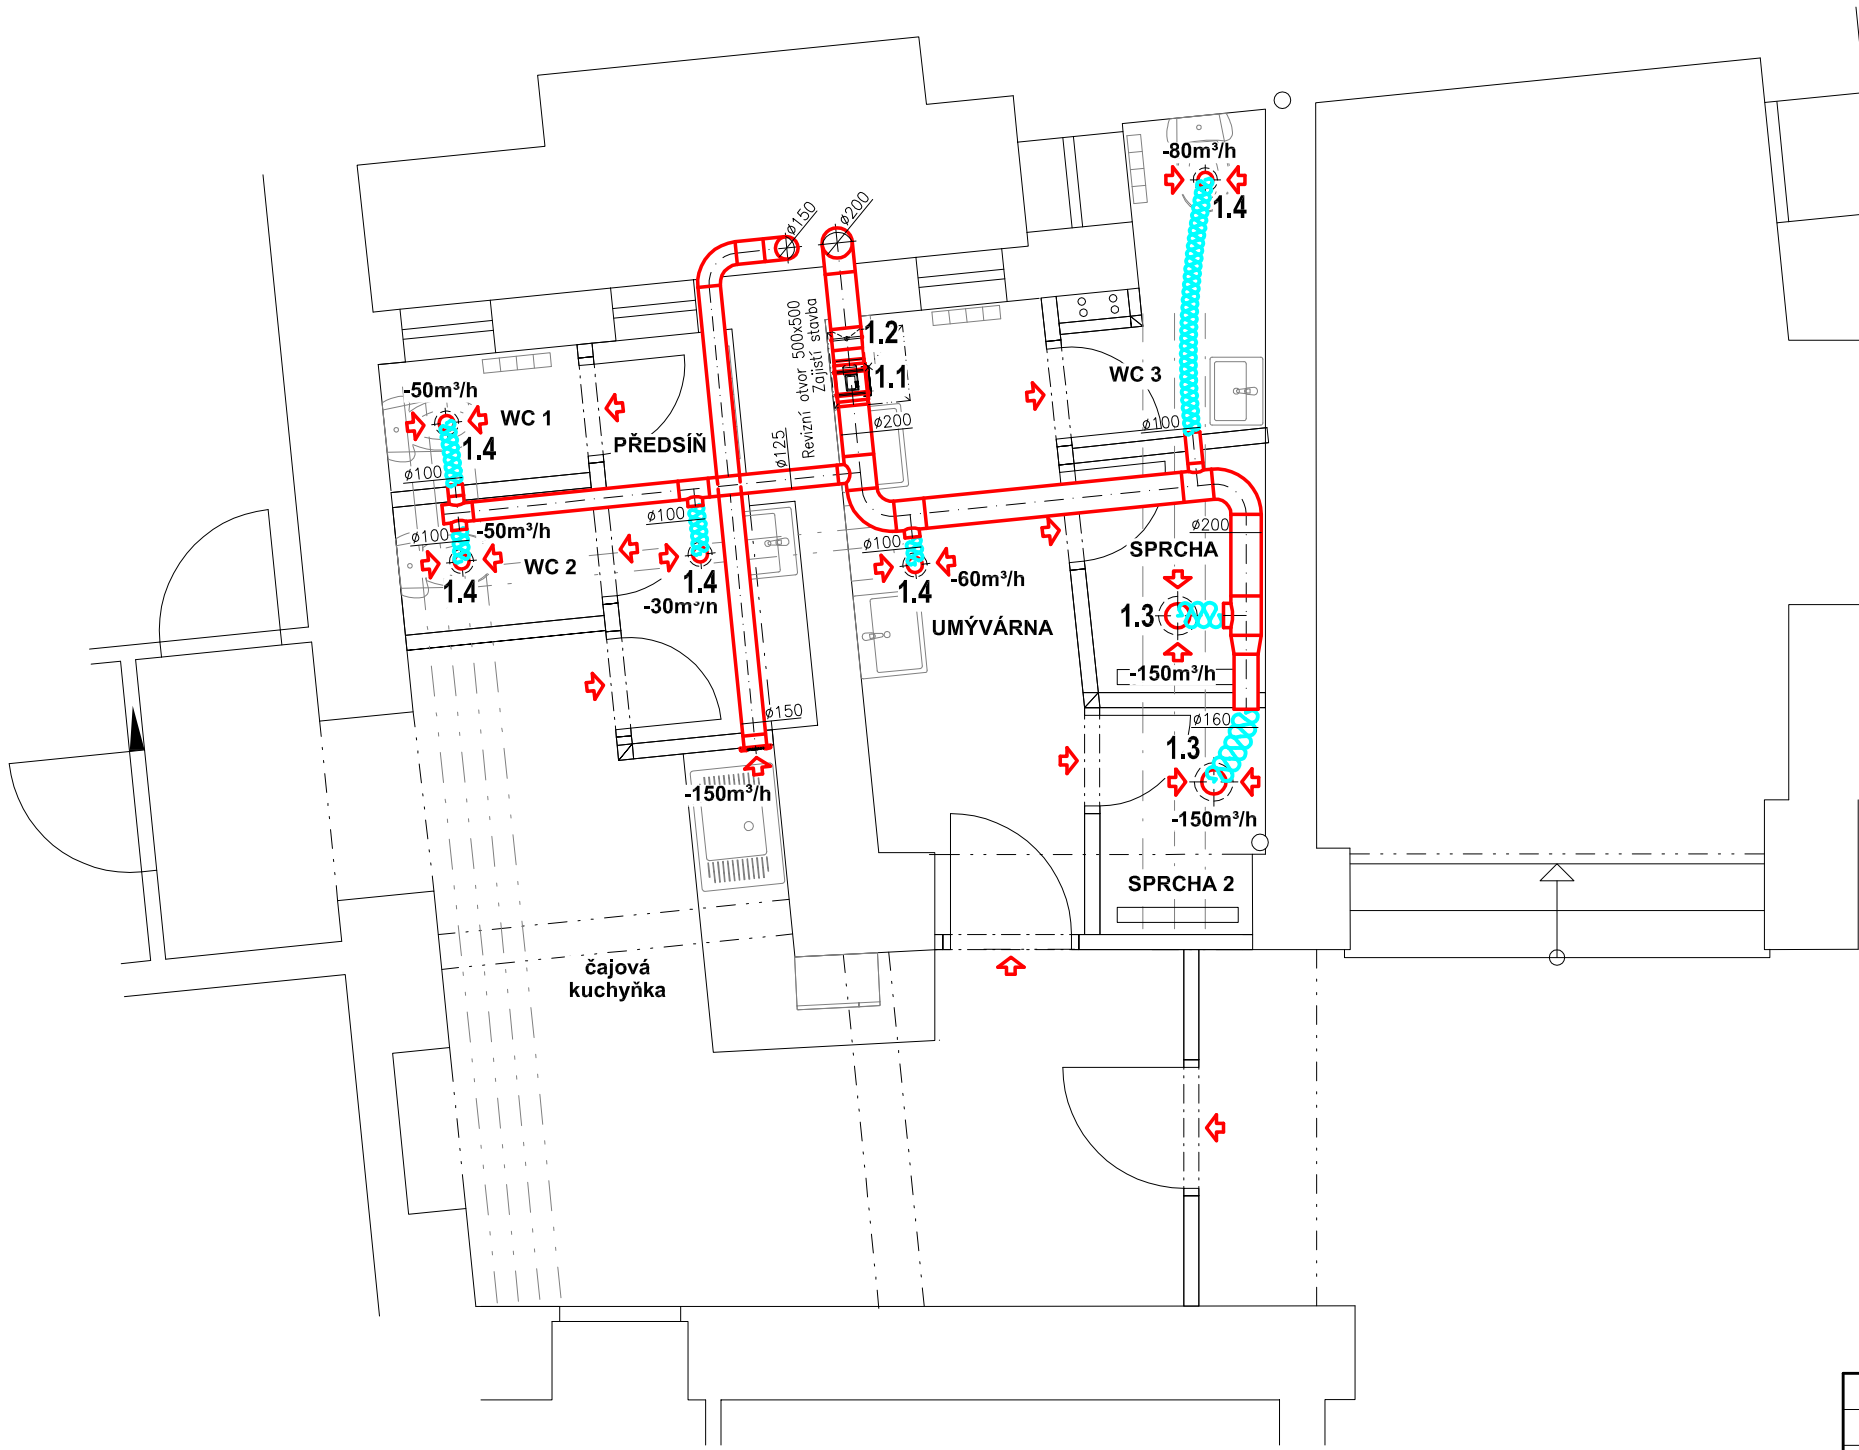 -80m³/h
1.4
ø150
ø200
1.2
1.1
Revizní otvor 500x500
Zajistí stavba
-50m³/h
WC 1
1.4
PŘEDSÍŇ
WC 3
ø100
ø200
ø125
ø100
ø100
-50m³/h
ø100
ø100
ø200
WC 2
1.4
1.4
-30m³/h
1.4
-60m³/h
SPRCHA
1.3
UMÝVÁRNA
-150m³/h
ø150
ø160
1.3
-150m³/h
-150m³/h
SPRCHA 2
čajová
kuchyňka